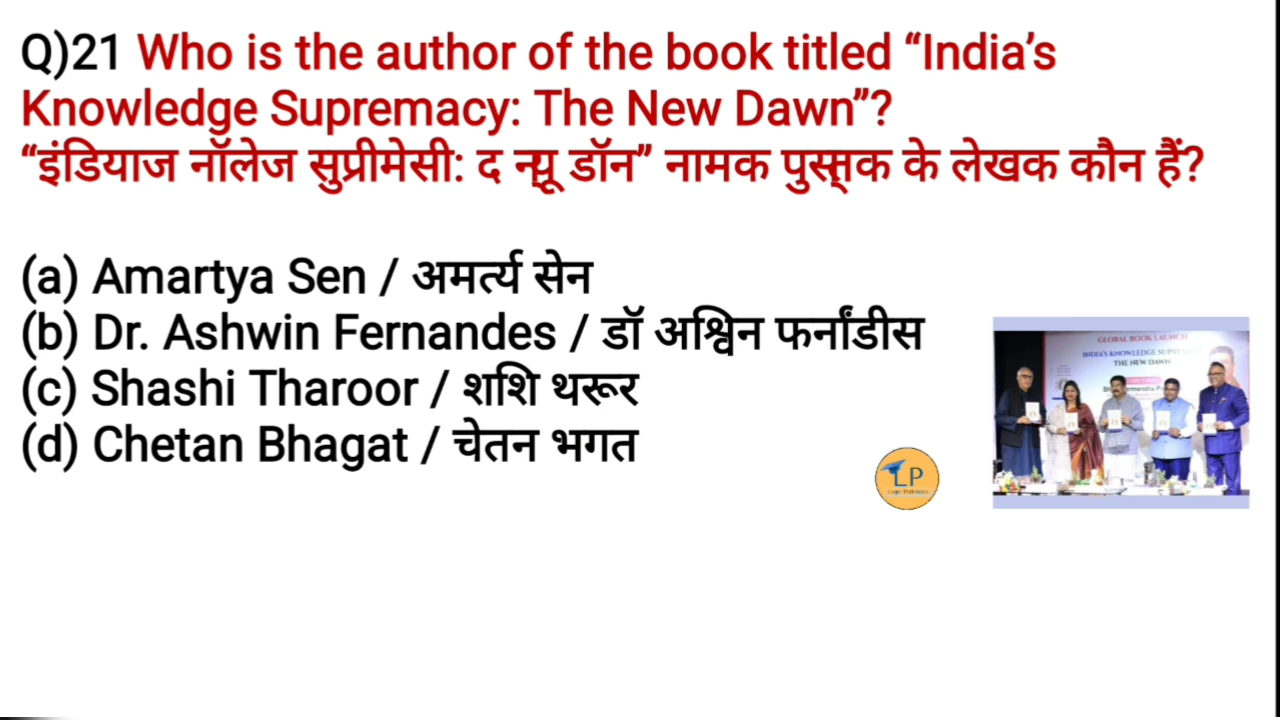 Q)21 Who is the author of the book titled “India’s
Knowledge Supremacy: The New Dawn”?
“इंडियाज नॉलेज सुप्रीमेसी: द न्यू डॉन” नामक पुस्तक के लेखक कौन हैं?
(a) Amartya Sen / अमर्त्य सेन
(b) Dr. Ashwin Fernandes / डॉ अश्विन फर्नांडीस
(c) Shashi Tharoor / शशि थरूर
(d) Chetan Bhagat / चेतन भगत
GLOBAL BOOK LAUNCH
INDIA'S KNOWLEDGE
THE NEW DAWN
LP